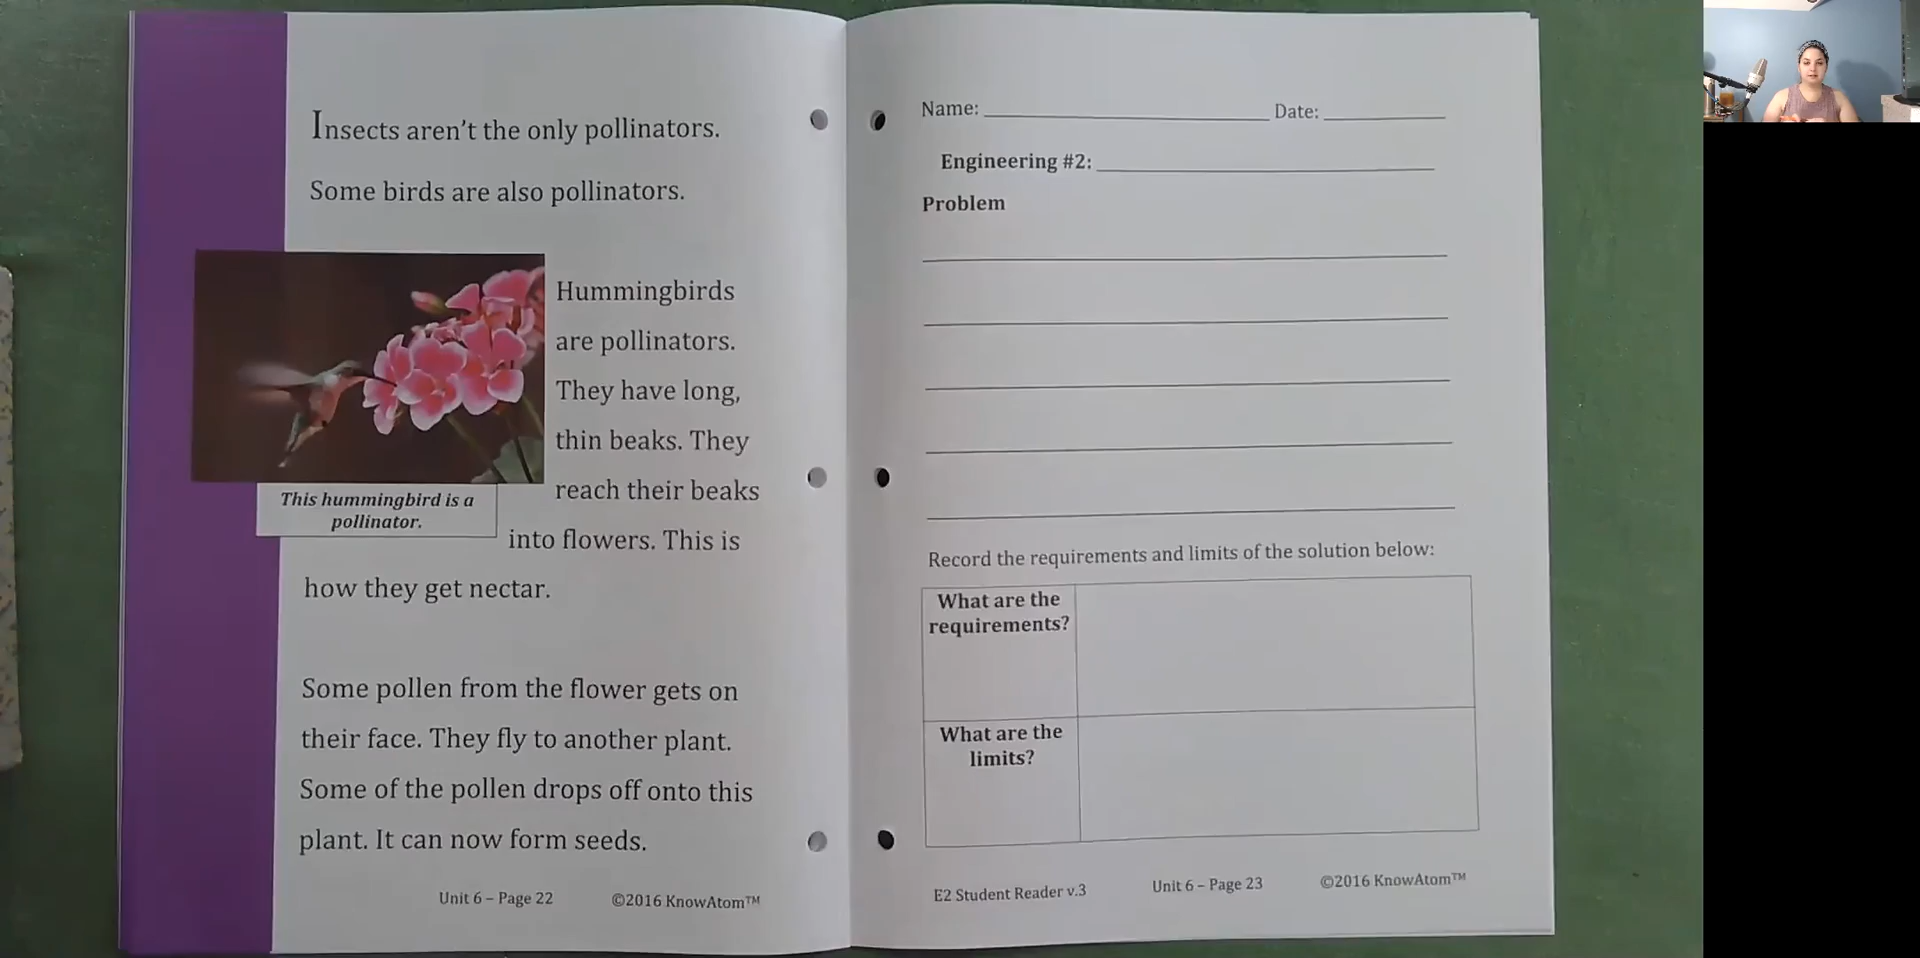 Insects aren't the only pollinators.
Some birds are also pollinators.
Hummingbirds
are pollinators.
They have long,
thin beaks. They
reach their beaks
into flowers. This is
how they get nectar.
This hummingbird is a
pollinator.
Some pollen from the flower gets on
their face. They fly to another plant.
Some of the pollen drops off onto this
plant. It can now form seeds.
Unit 6 – Page 22 ©2016 KnowAtom™
Name: Date:
Engineering #2:
Problem
Record the requirements and limits of the solution below:
What are the
requirements?
What are the
limits?
E2 Student Reader v.3 Unit 6 – Page 23 ©2016 KnowAtom™